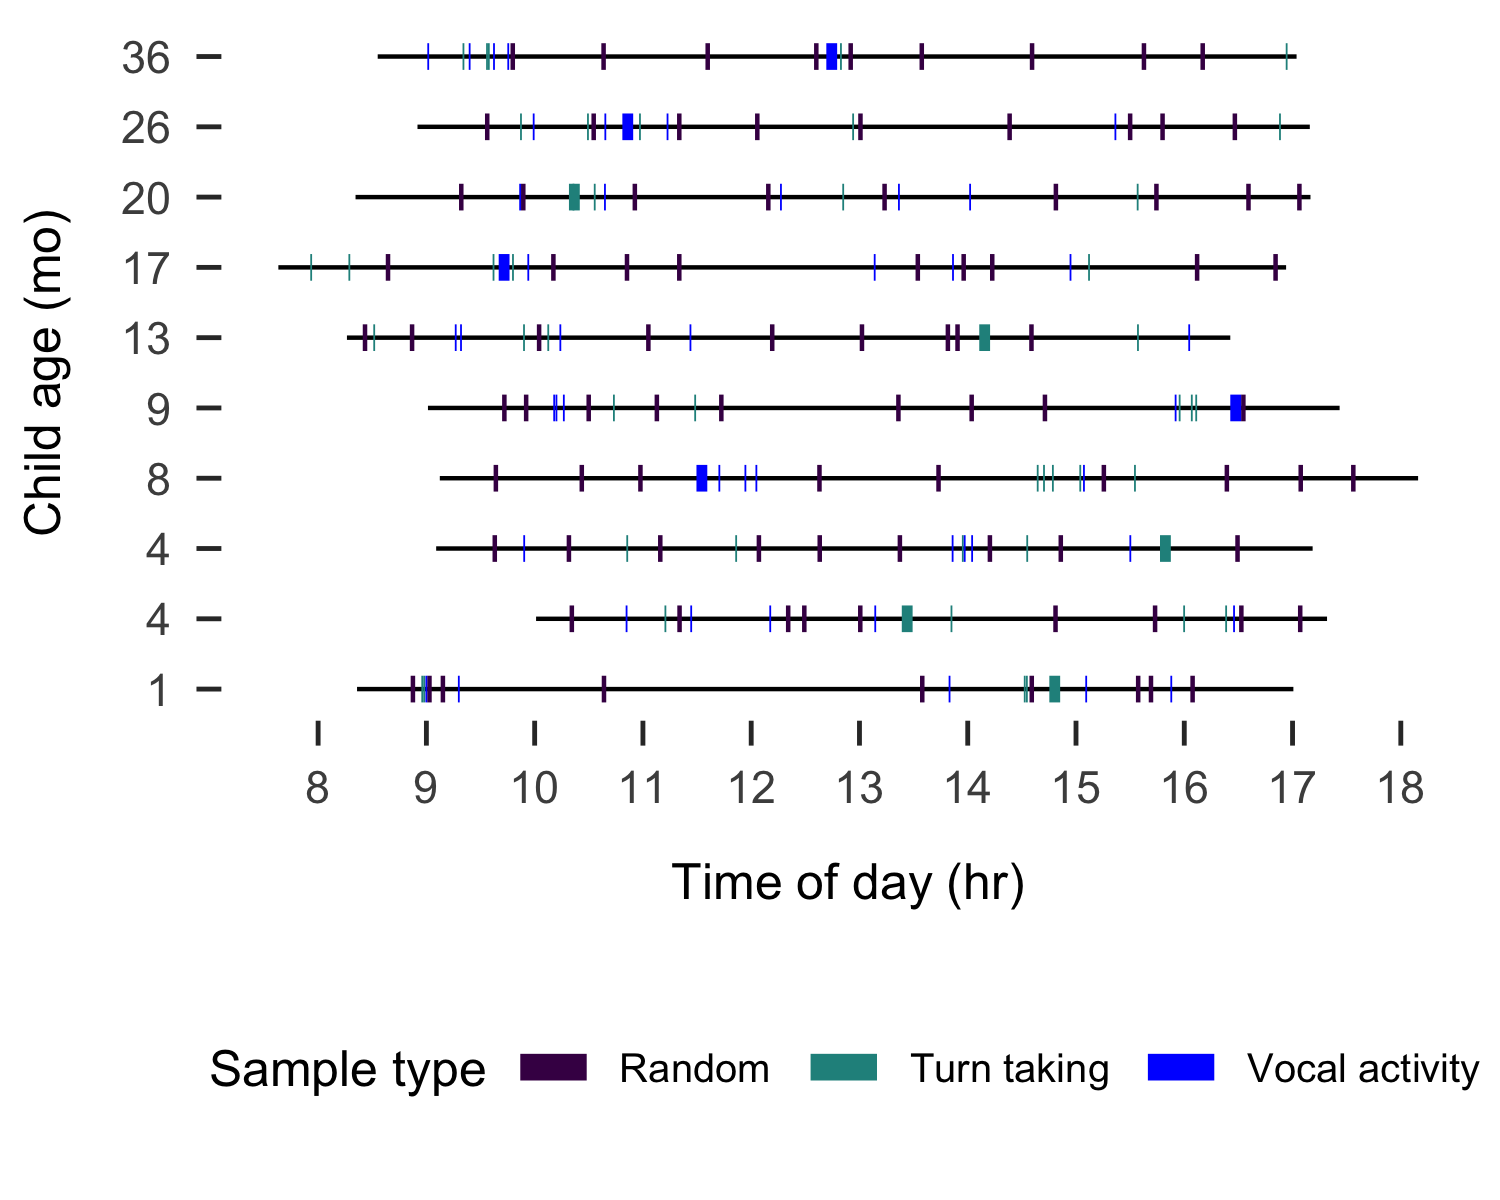 36
26
20
17
13
9
8
4
4
1
Child age (mo)
8 9 10 11 12 13 14 15 16 17 18
Time of day (hr)
Sample type Random Turn taking Vocal activity